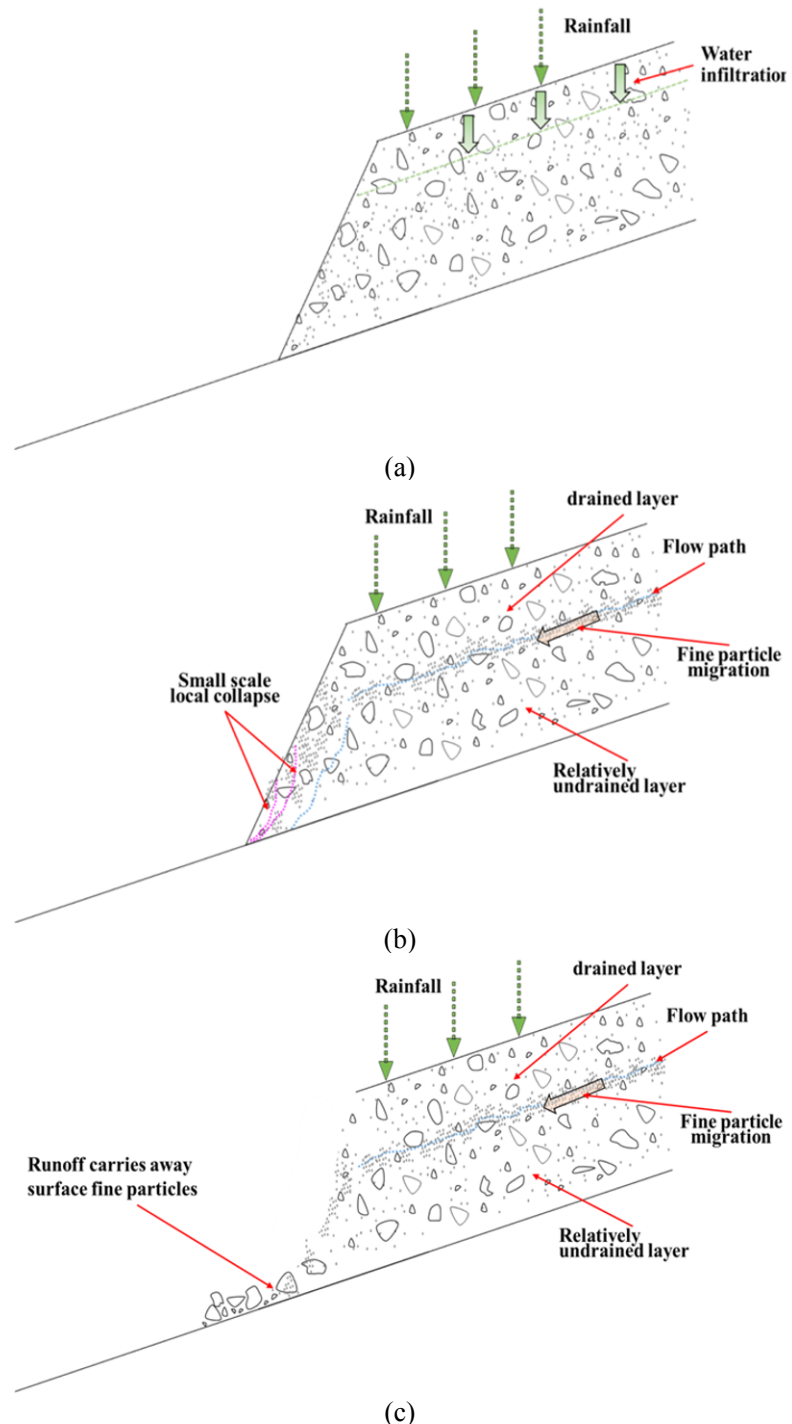 Rainfall
Water
infiltration
(a)
drained layer
Rainfall
Flow path
Small scale
local collapse
Fine particle
migration
Relatively
undrained layer
(b)
drained layer
Rainfall
Flow path
Runoff carries away
surface fine particles
Fine particle
migration
Relatively
undrained layer
(c)